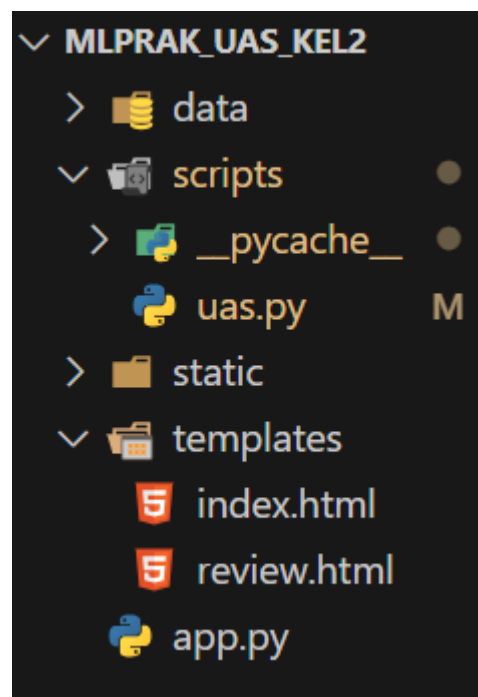 MLPRAK_UAS_KEL2
data
scripts
__pycache__
uas.py M
static
templates
index.html
review.html
app.py